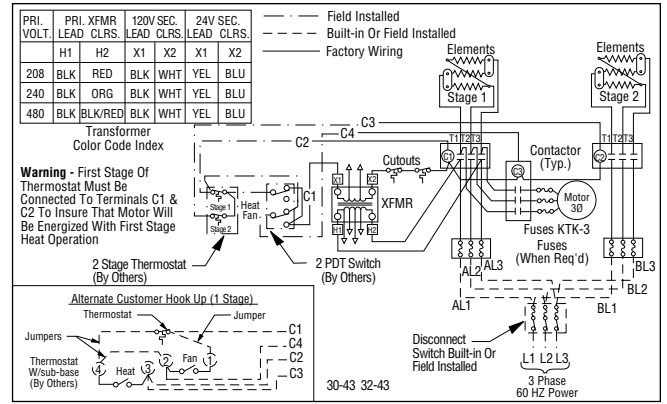 PRI. VOLT. PRI. XFMR LEAD CLRS. 120V SEC. LEAD CLRS. 24V SEC. LEAD CLRS.
H1 H2 X1 X2 X1 X2
208 BLK RED BLK WHT YEL BLU
240 BLK ORG BLK WHT YEL BLU
480 BLK BLK/RED BLK WHT YEL BLU
Transformer
Color Code Index
Field Installed
Built-in Or Field Installed
Factory Wiring
Warning - First Stage Of
Thermostat Must Be
Connected To Terminals C1 &
C2 To Insure That Motor Will
Be Energized With First Stage
Heat Operation
Elements
Stage 1
Elements
Stage 2
C3
C4
C2
T1 T2 T3
T1 T2 T3
C1
C3
C2
Contactor
(Typ.)
Cutouts
X1
X2
C1
XFMR
H1
H2
Stage 1
Heat
Fan
Stage 2
Motor
3Ø
Fuses KTK-3
Fuses
(When Req'd)
2 Stage Thermostat
(By Others)
2 PDT Switch
(By Others)
AL3
AL2
AL1
BL3
BL2
BL1
Disconnect
Switch Built-in Or
Field Installed
L1 L2 L3
3 Phase
60 HZ Power
Alternate Customer Hook Up (1 Stage)
Thermostat
Jumper
Jumpers
C1
C4
C2
C3
Thermostat
W/sub-base
(By Others)
4
Heat
3
2
Fan
1
30-43 32-43